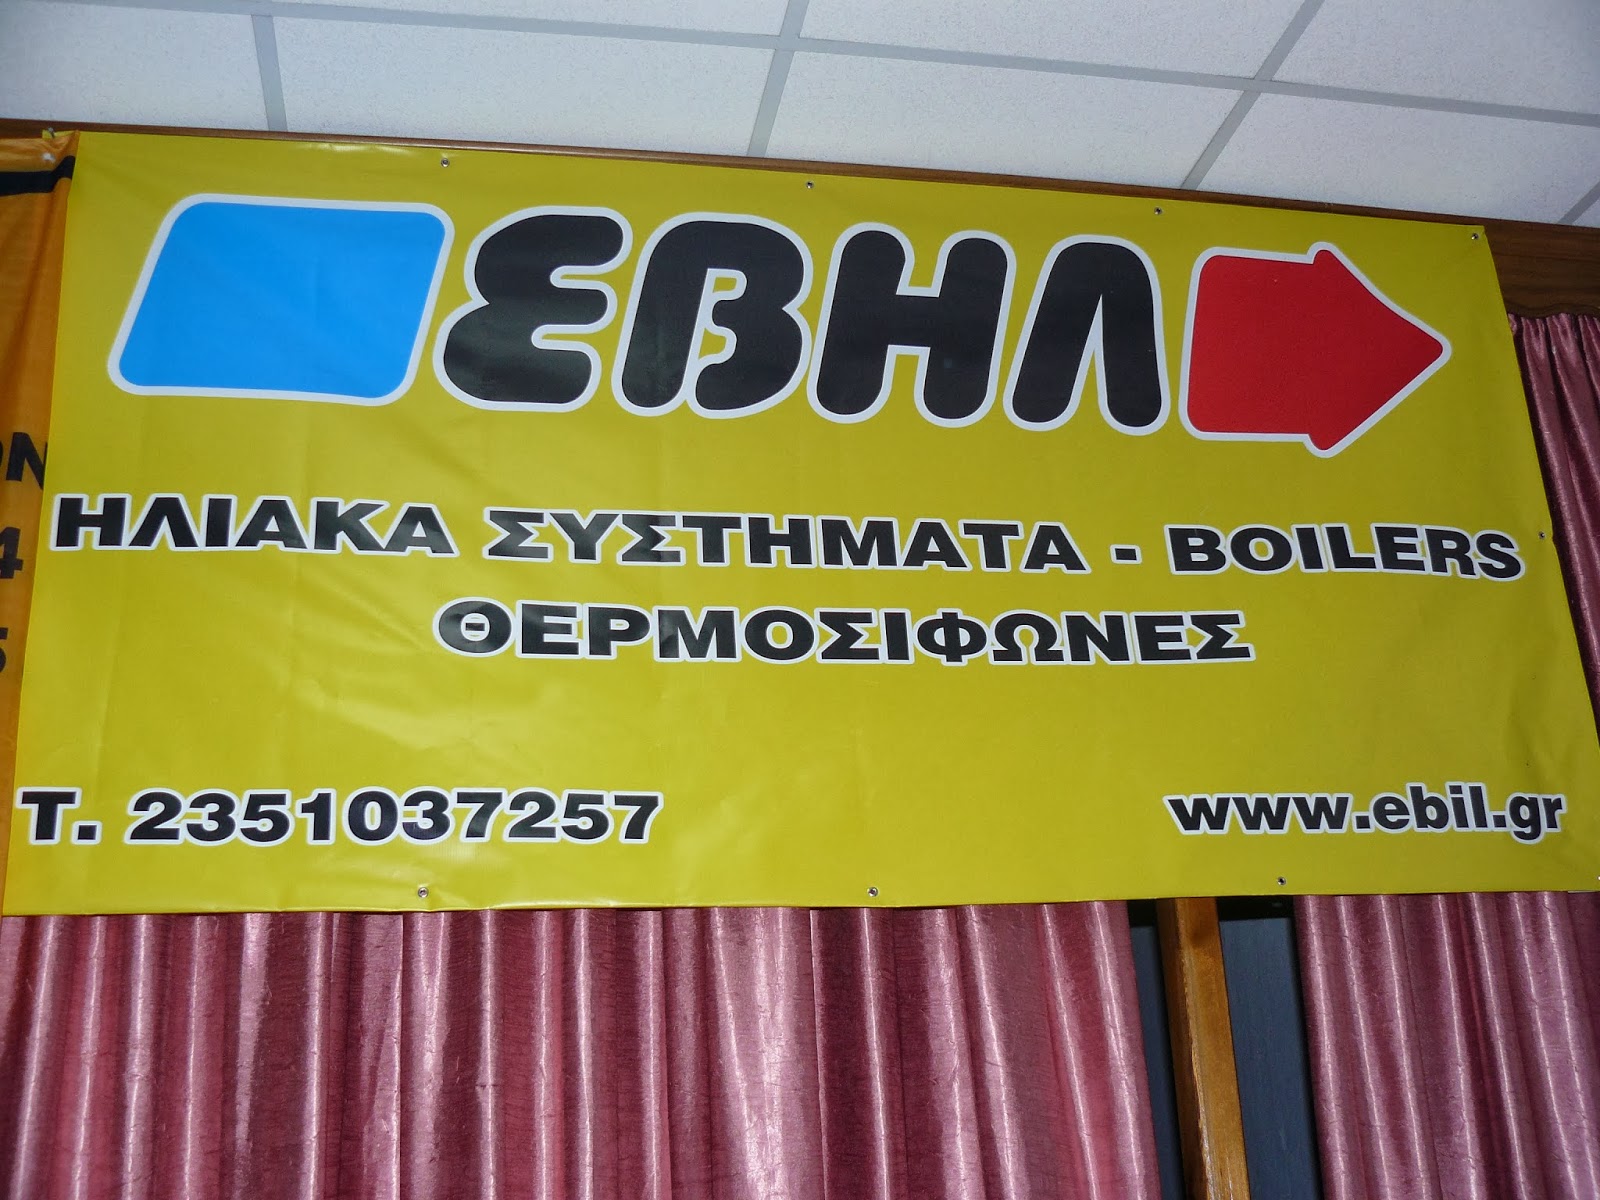 ΕΒΗΛ
ΗΛΙΑΚΑ ΣΥΣΤΗΜΑΤΑ - BOILERS
ΘΕΡΜΟΣΙΦΩΝΕΣ
Τ. 2351037257
www.ebil.gr